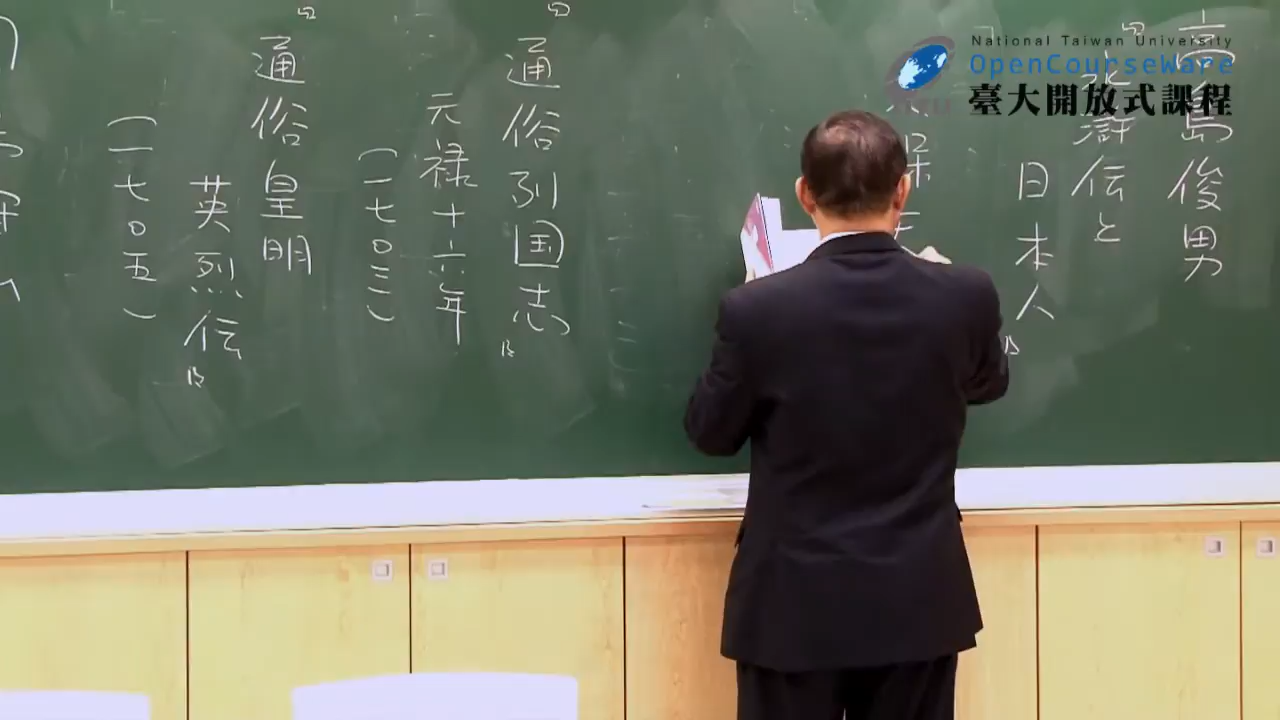 National Taiwan University
OpenCourseWare
臺大開放式課程
高島俊男
『水滸伝と
日本人』
保
『通俗列国志』
元禄十六年
(一七〇三)
『通俗皇明
英烈伝』
(一七〇五)